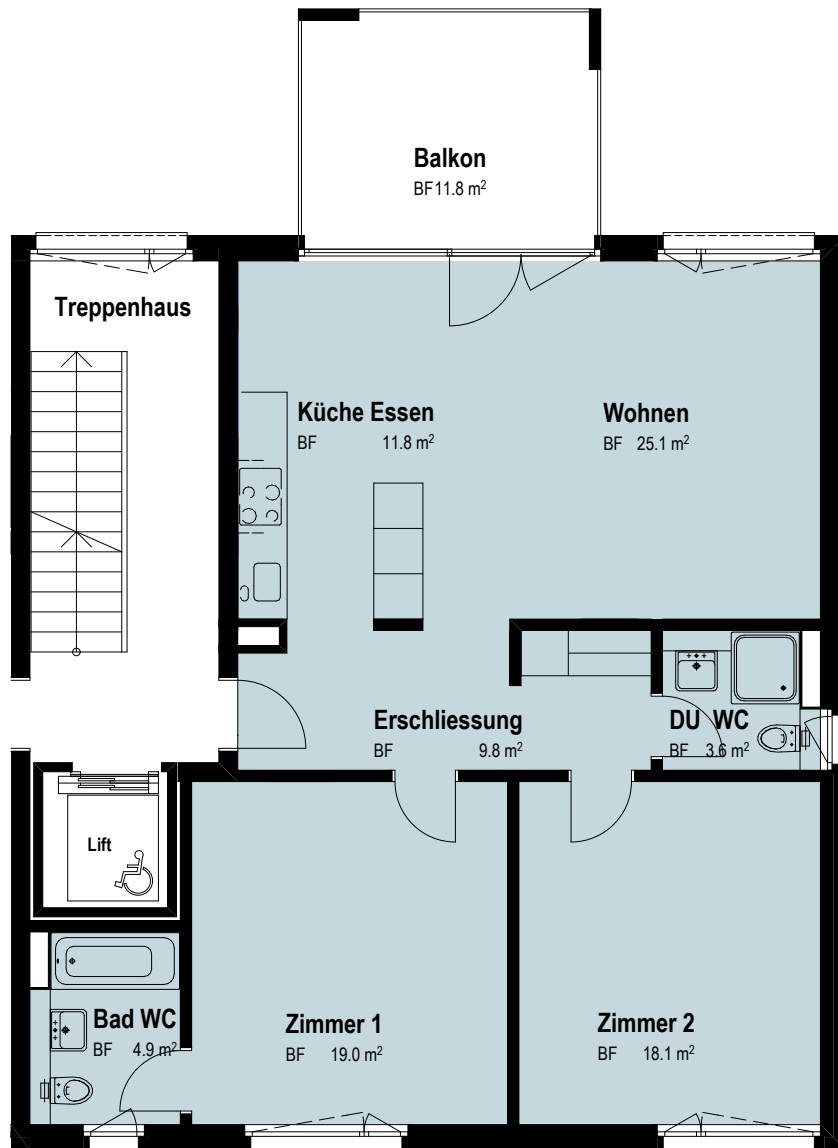 Balkon
BF 11.8 m²
Treppenhaus
Küche Essen
BF 11.8 m²
Wohnen
BF 25.1 m²
Erschliessung
BF 9.8 m²
DU WC
BF 3.6 m²
Lift
Bad WC
BF 4.9 m²
Zimmer 1
BF 19.0 m²
Zimmer 2
BF 18.1 m²